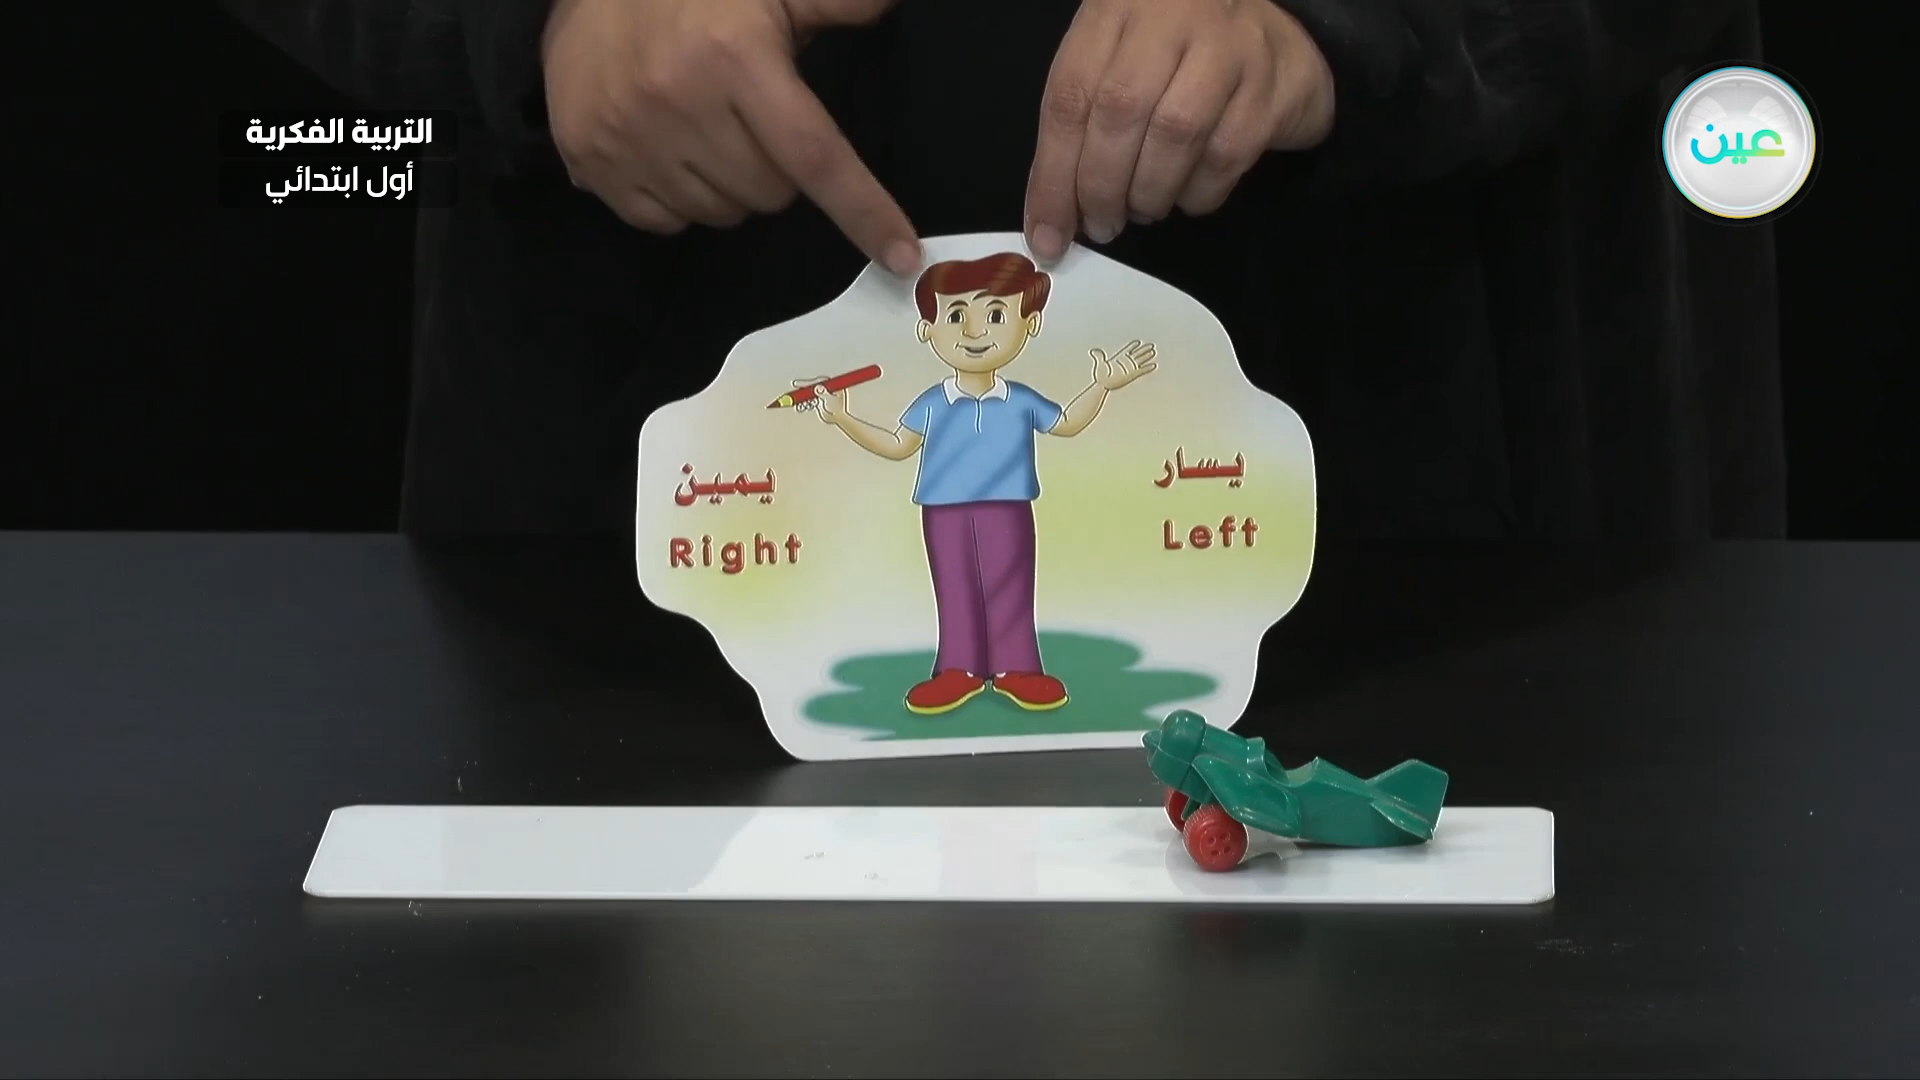 التربية الفكرية
أول ابتدائي
عين
يمين
Right
يسار
Left